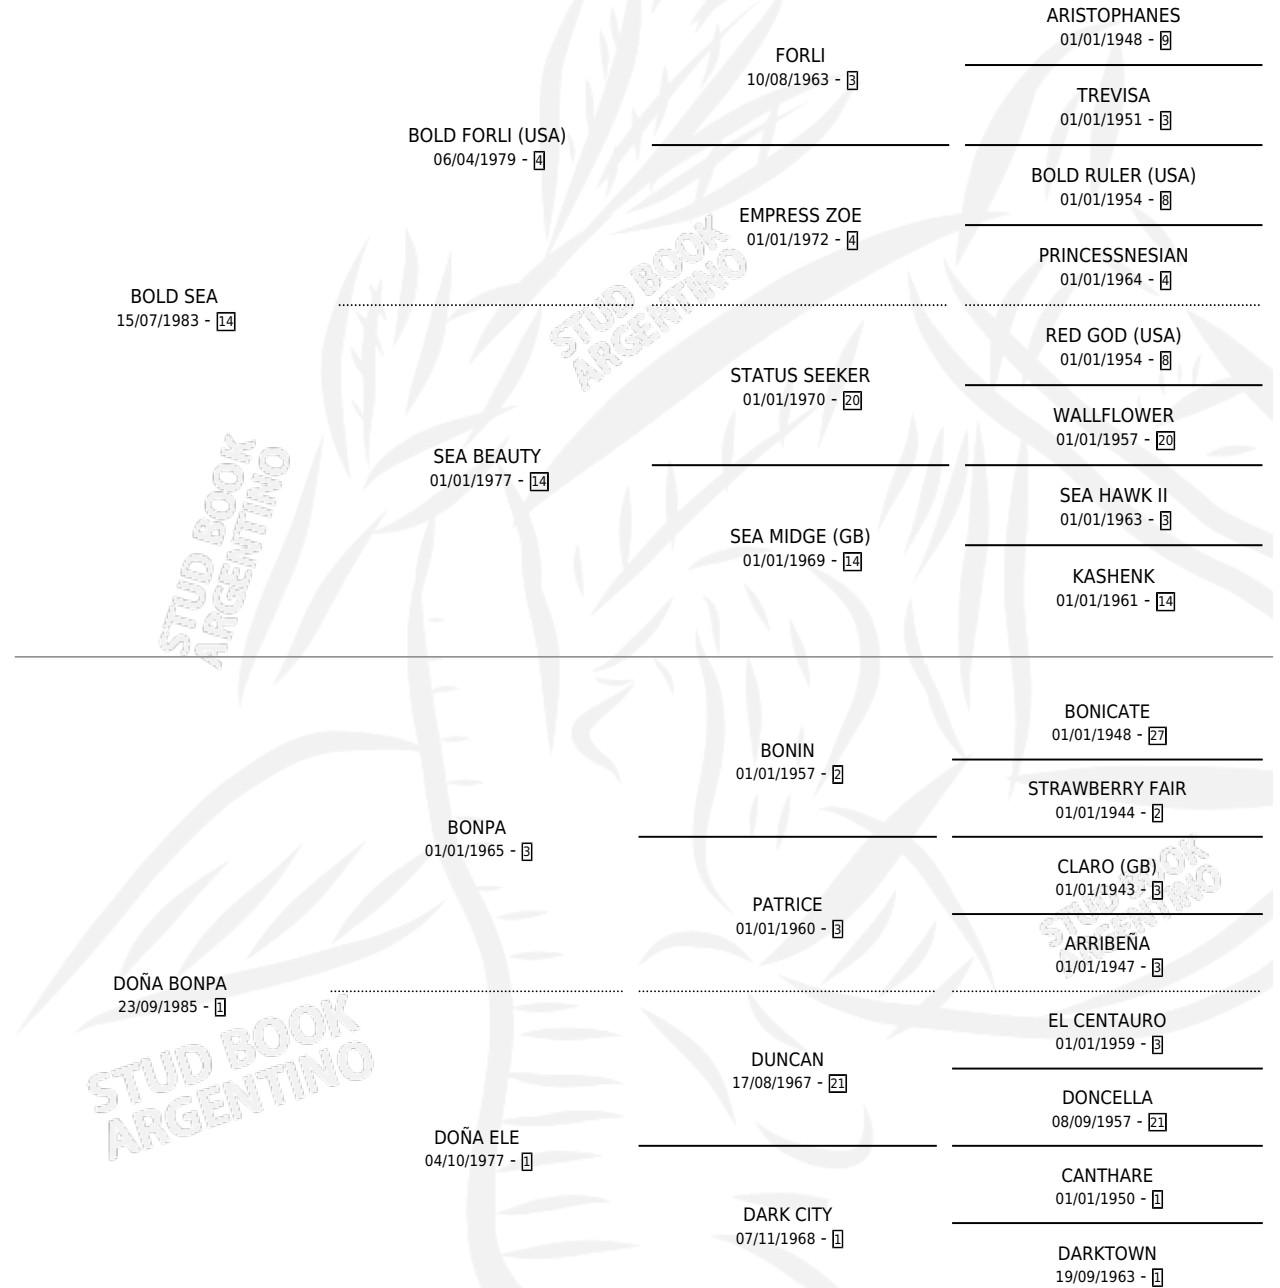 ARISTOPHANES
01/01/1948 - 9
FORLI
10/08/1963 - 3
TREVISA
01/01/1951 - 3
BOLD FORLI (USA)
06/04/1979 - 4
BOLD RULER (USA)
01/01/1954 - 8
EMPRESS ZOE
01/01/1972 - 4
PRINCESSNESIAN
01/01/1964 - 4
BOLD SEA
15/07/1983 - 14
STUD BOOK
ARGENTINO
RED GOD (USA)
01/01/1954 - 8
STATUS SEEKER
01/01/1970 - 20
WALLFLOWER
01/01/1957 - 20
SEA BEAUTY
01/01/1977 - 14
SEA HAWK II
01/01/1963 - 3
SEA MIDGE (GB)
01/01/1969 - 14
KASHENK
01/01/1961 - 14
STUD BOOK
ARGENTINO
BONICATE
01/01/1948 - 27
BONIN
01/01/1957 - 2
STRAWBERRY FAIR
01/01/1944 - 2
BONPA
01/01/1965 - 3
CLARO (GB)
01/01/1943 - 3
PATRICE
01/01/1960 - 3
ARRIBEÑA
01/01/1947 - 3
STUD BOOK
ARGENTINO
DOÑA BONPA
23/09/1985 - 1
EL CENTAURO
01/01/1959 - 3
DUNCAN
17/08/1967 - 21
DONCELLA
08/09/1957 - 21
STUD BOOK
ARGENTINO
DOÑA ELE
04/10/1977 - 1
CANTHARE
01/01/1950 - 1
DARK CITY
07/11/1968 - 1
DARKTOWN
19/09/1963 - 1